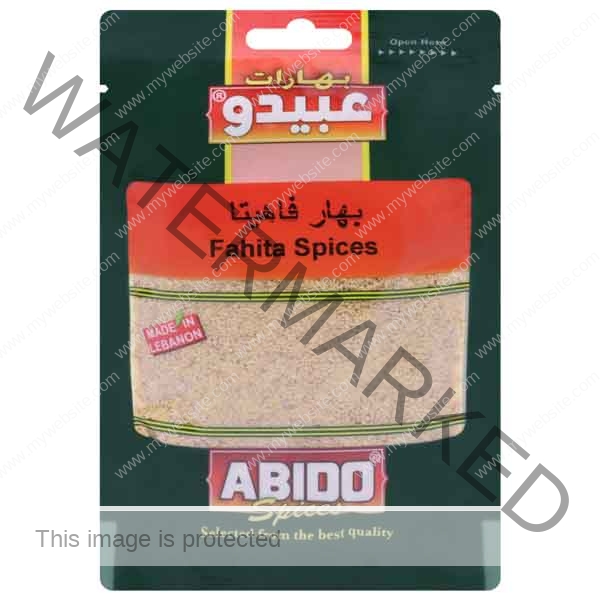 Open Here
بهارات
عبيدو®
بهار فاهيتا
Fahita Spices
MADE IN
LEBANON
ABIDO®
Spices
Selected from the best quality
WATERMARKED
www.mywebsite.com
This image is protected